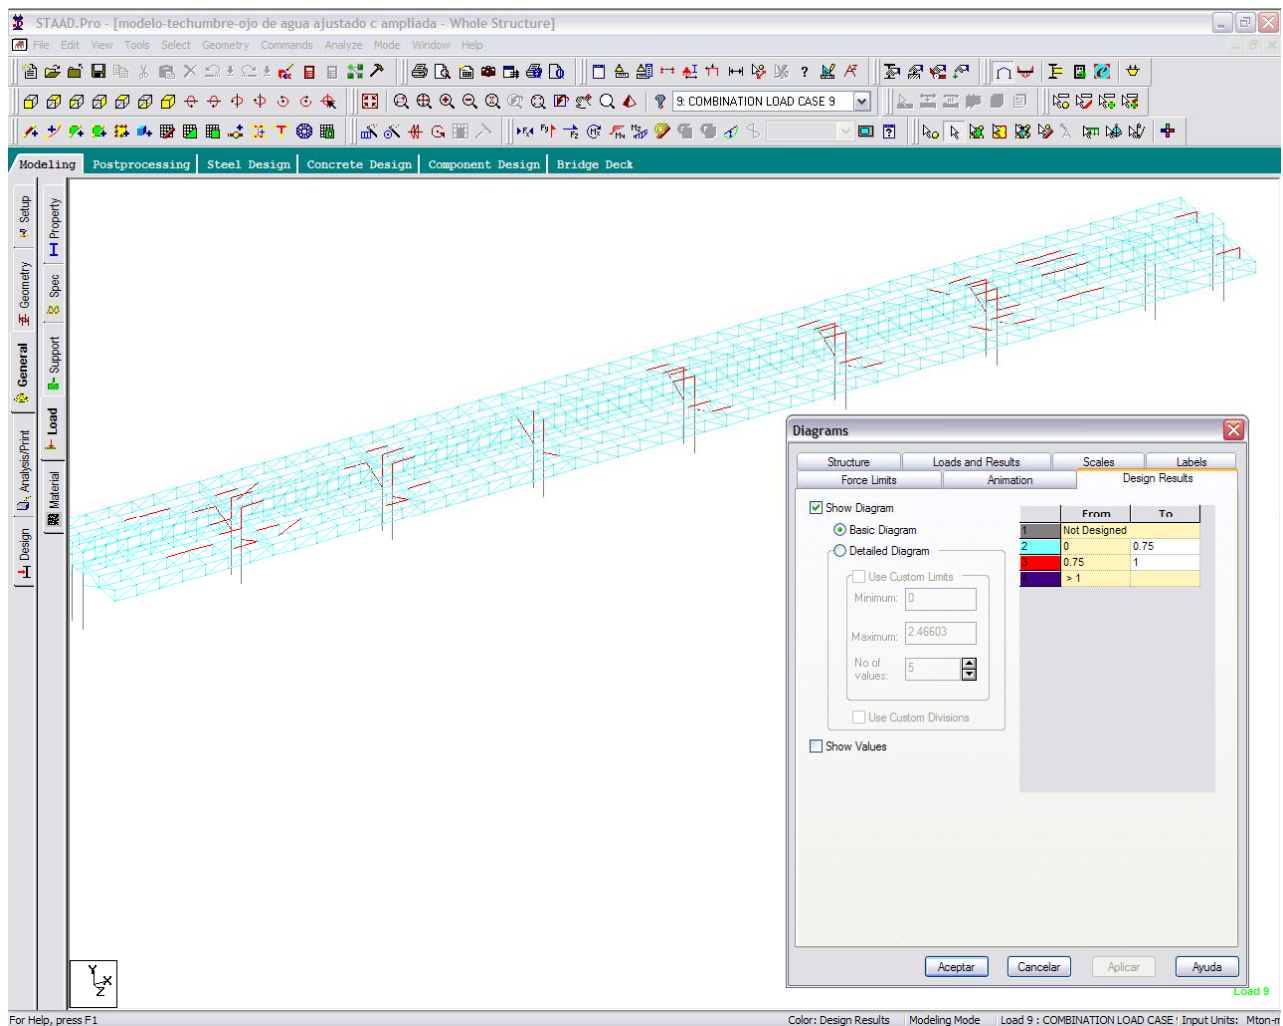 STAAD.Pro - [modelo-techumbre-ojo de agua ajustado c ampliada - Whole Structure]
File Edit View Tools Select Geometry Commands Analyze Mode Window Help
9: COMBINATION LOAD CASE 9
Modeling Postprocessing Steel Design Concrete Design Component Design Bridge Deck
Setup
Geometry
General
Analysis/Print
Design
Property
Spec
Support
Load
Material
Diagrams
Structure Loads and Results Scales Labels
Force Limits Animation Design Results
Show Diagram
Basic Diagram
Detailed Diagram
Use Custom Limits
Minimum: 0
Maximum: 2.46603
No of values: 5
Use Custom Divisions
Show Values
From To
1 Not Designed
2 0 0.75
3 0.75 1
4 > 1
Aceptar Cancelar Aplicar Ayuda
Load 9
Y
X
Z
For Help, press F1
Color: Design Results Modeling Mode Load 9 : COMBINATION LOAD CASE Input Units: Mton-m